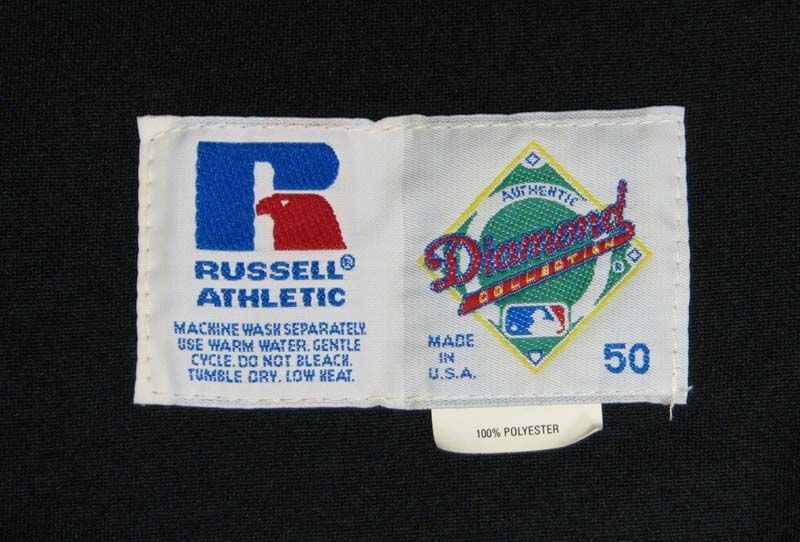 R
RUSSELL®
ATHLETIC
MACHINE WASH SEPARATELY.
USE WARM WATER. GENTLE
CYCLE. DO NOT BLEACH.
TUMBLE DRY. LOW HEAT.
AUTHENTIC
Diamond
COLLECTION
®
MADE
IN
U.S.A.
50
100% POLYESTER